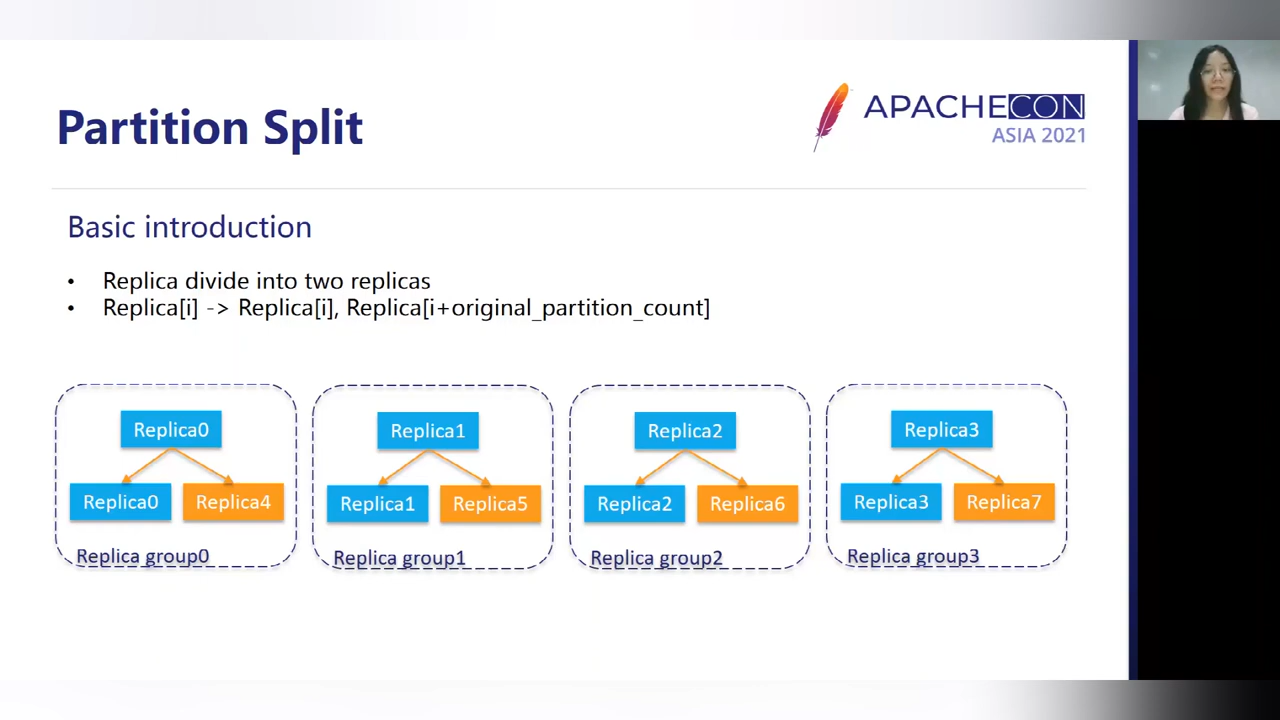 Partition Split
APACHECON
ASIA 2021
Basic introduction
• Replica divide into two replicas
• Replica[i] -> Replica[i], Replica[i+original_partition_count]
Replica0
Replica0 Replica4
Replica group0
Replica1
Replica1 Replica5
Replica group1
Replica2
Replica2 Replica6
Replica group2
Replica3
Replica3 Replica7
Replica group3